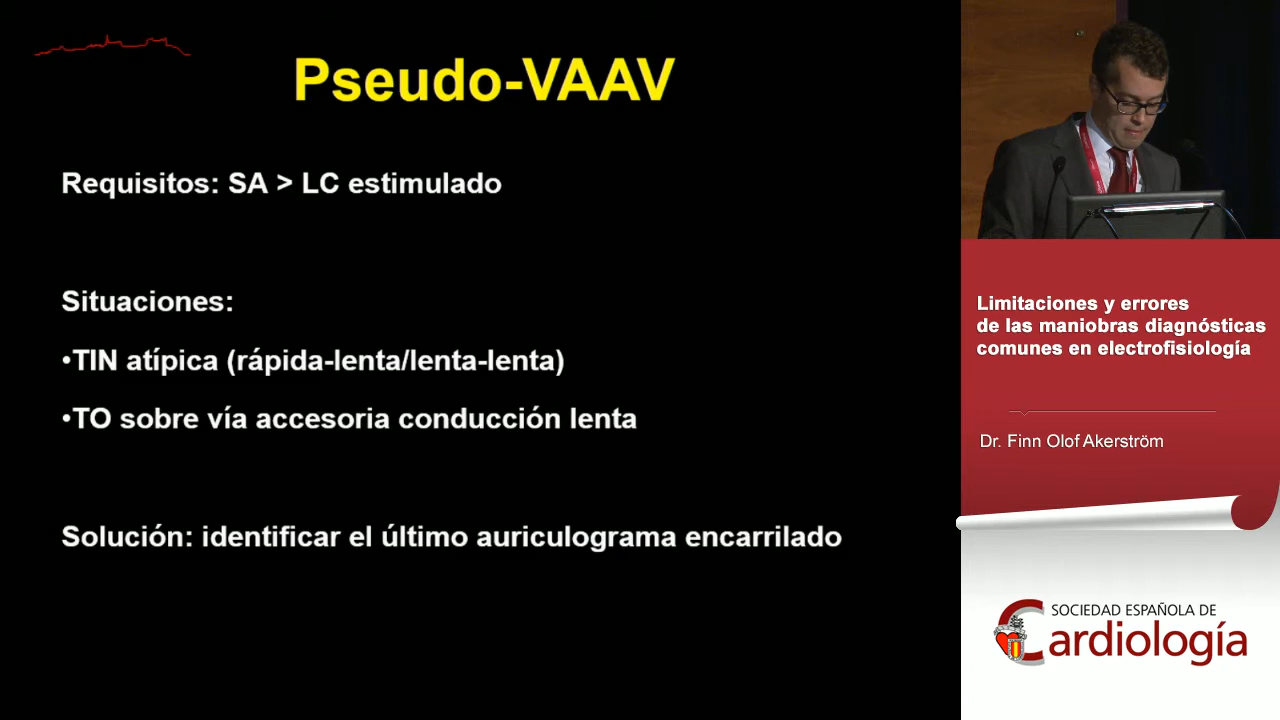 Pseudo-VAAV
Requisitos: SA > LC estimulado
Situaciones:
•TIN atípica (rápida-lenta/lenta-lenta)
•TO sobre vía accesoria conducción lenta
Solución: identificar el último auriculograma encarrilado
Limitaciones y errores
de las maniobras diagnósticas
comunes en electrofisiología
Dr. Finn Olof Akerström
SOCIEDAD ESPAÑOLA DE
Cardiología